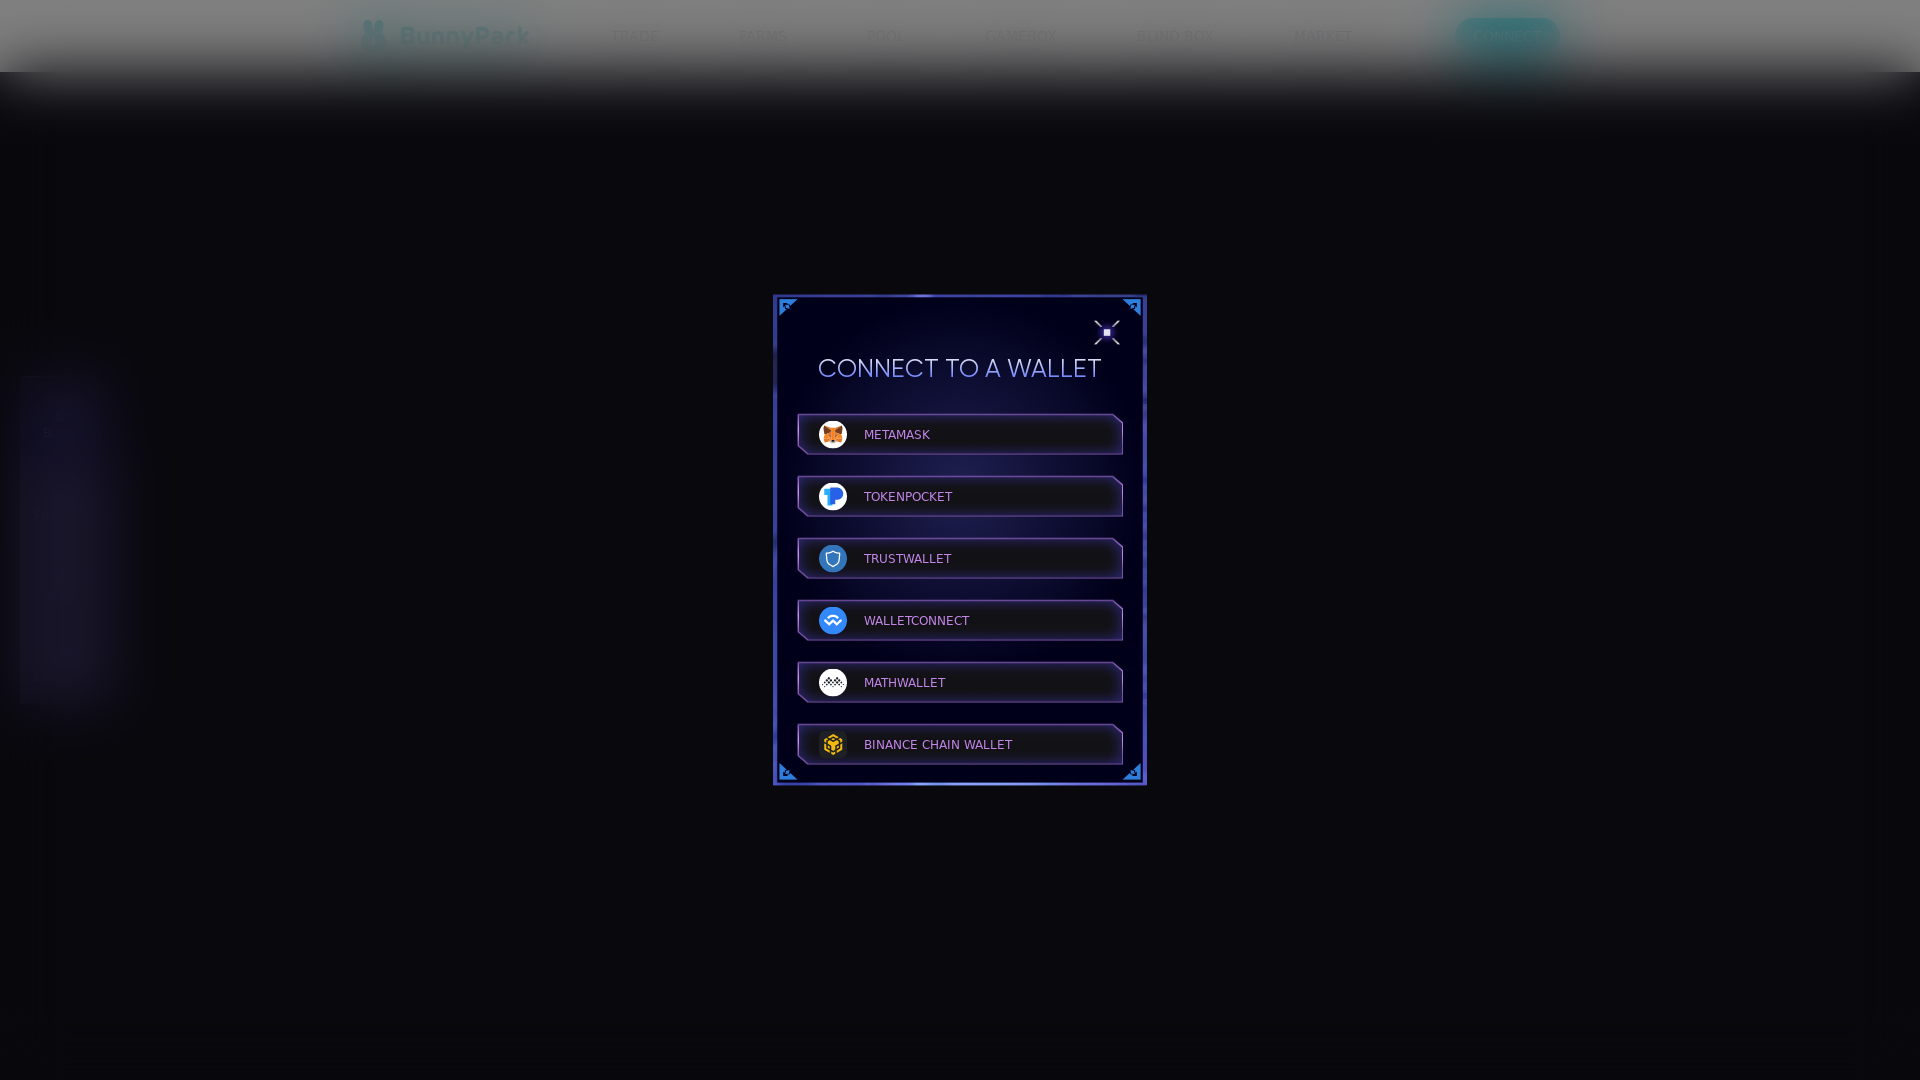 BunnyPark
TRADE
FARMS
POOL
GAMEBOX
BLIND BOX
MARKET
CONNECT
CONNECT TO A WALLET
METAMASK
TOKENPOCKET
TRUSTWALLET
WALLETCONNECT
MATHWALLET
BINANCE CHAIN WALLET